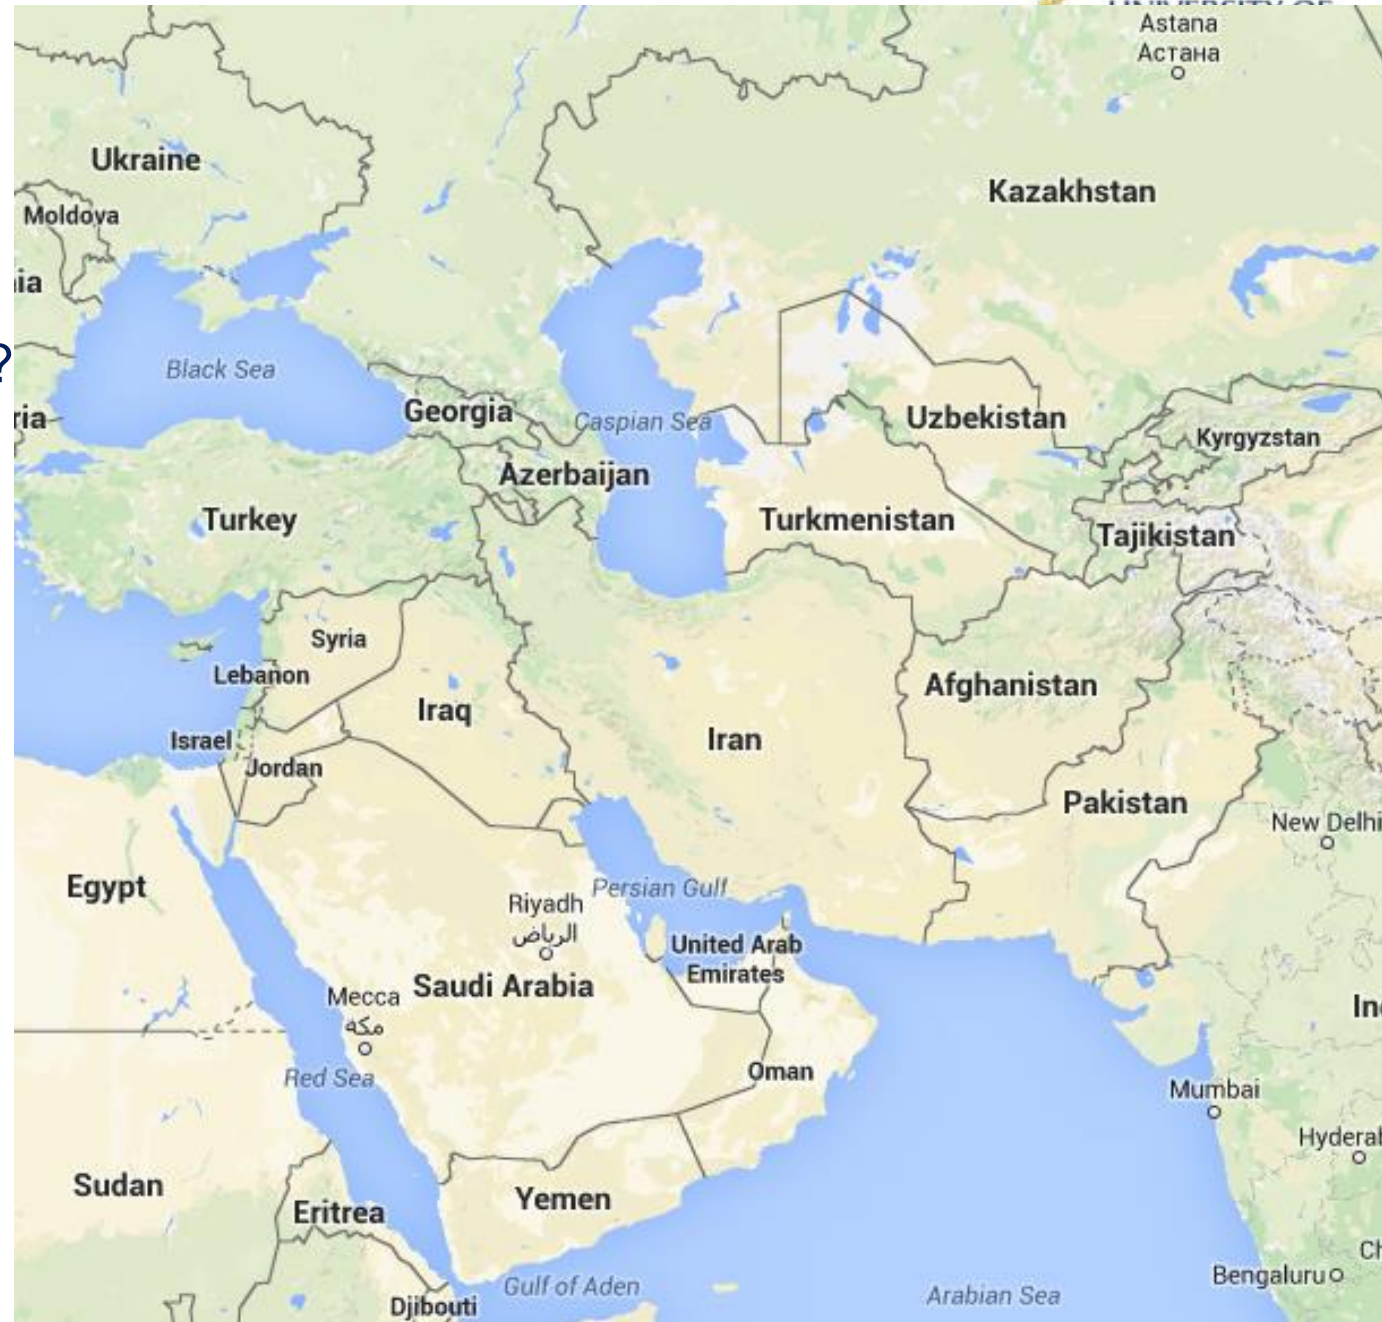 UNIVERSITY OF
Astana
Астана
Ukraine
Kazakhstan
Moldova
ia
?
Black Sea
Georgia
Caspian Sea
Uzbekistan
ria
Kyrgyzstan
Azerbaijan
Turkey
Turkmenistan
Tajikistan
Syria
Lebanon
Afghanistan
Iraq
Iran
Israel
Jordan
Pakistan
New Delhi
Egypt
Persian Gulf
Riyadh
الرياض
United Arab
Emirates
Saudi Arabia
Mecca
مكة
In
Oman
Red Sea
Mumbai
Hyderab
Sudan
Yemen
Eritrea
Ch
Bengaluru
Gulf of Aden
Arabian Sea
Djibouti